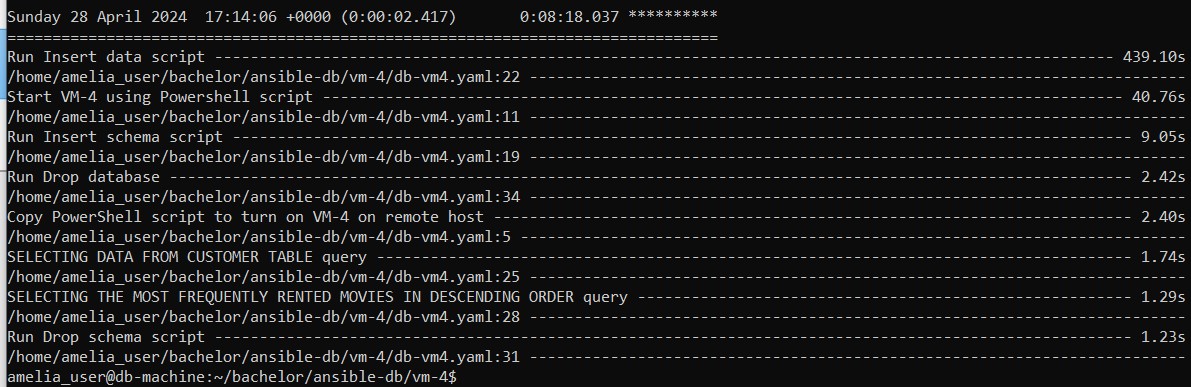 Sunday 28 April 2024  17:14:06 +0000 (0:00:02.417)       0:08:18.037 **********
===============================================================================
Run Insert data script ---------------------------------------------------------------------------------------------------- 439.10s
/home/amelia_user/bachelor/ansible-db/vm-4/db-vm4.yaml:22 -------------------------------------------------------------------------
Start VM-4 using Powershell script ----------------------------------------------------------------------------------------- 40.76s
/home/amelia_user/bachelor/ansible-db/vm-4/db-vm4.yaml:11 -------------------------------------------------------------------------
Run Insert schema script ---------------------------------------------------------------------------------------------------- 9.05s
/home/amelia_user/bachelor/ansible-db/vm-4/db-vm4.yaml:19 -------------------------------------------------------------------------
Run Drop database ----------------------------------------------------------------------------------------------------------- 2.42s
/home/amelia_user/bachelor/ansible-db/vm-4/db-vm4.yaml:34 -------------------------------------------------------------------------
Copy PowerShell script to turn on VM-4 on remote host ----------------------------------------------------------------------- 2.40s
/home/amelia_user/bachelor/ansible-db/vm-4/db-vm4.yaml:5 --------------------------------------------------------------------------
SELECTING DATA FROM CUSTOMER TABLE query ------------------------------------------------------------------------------------ 1.74s
/home/amelia_user/bachelor/ansible-db/vm-4/db-vm4.yaml:25 -------------------------------------------------------------------------
SELECTING THE MOST FREQUENTLY RENTED MOVIES IN DESCENDING ORDER query ------------------------------------------------------- 1.29s
/home/amelia_user/bachelor/ansible-db/vm-4/db-vm4.yaml:28 -------------------------------------------------------------------------
Run Drop schema script ------------------------------------------------------------------------------------------------------ 1.23s
/home/amelia_user/bachelor/ansible-db/vm-4/db-vm4.yaml:31 -------------------------------------------------------------------------
amelia_user@db-machine:~/bachelor/ansible-db/vm-4$